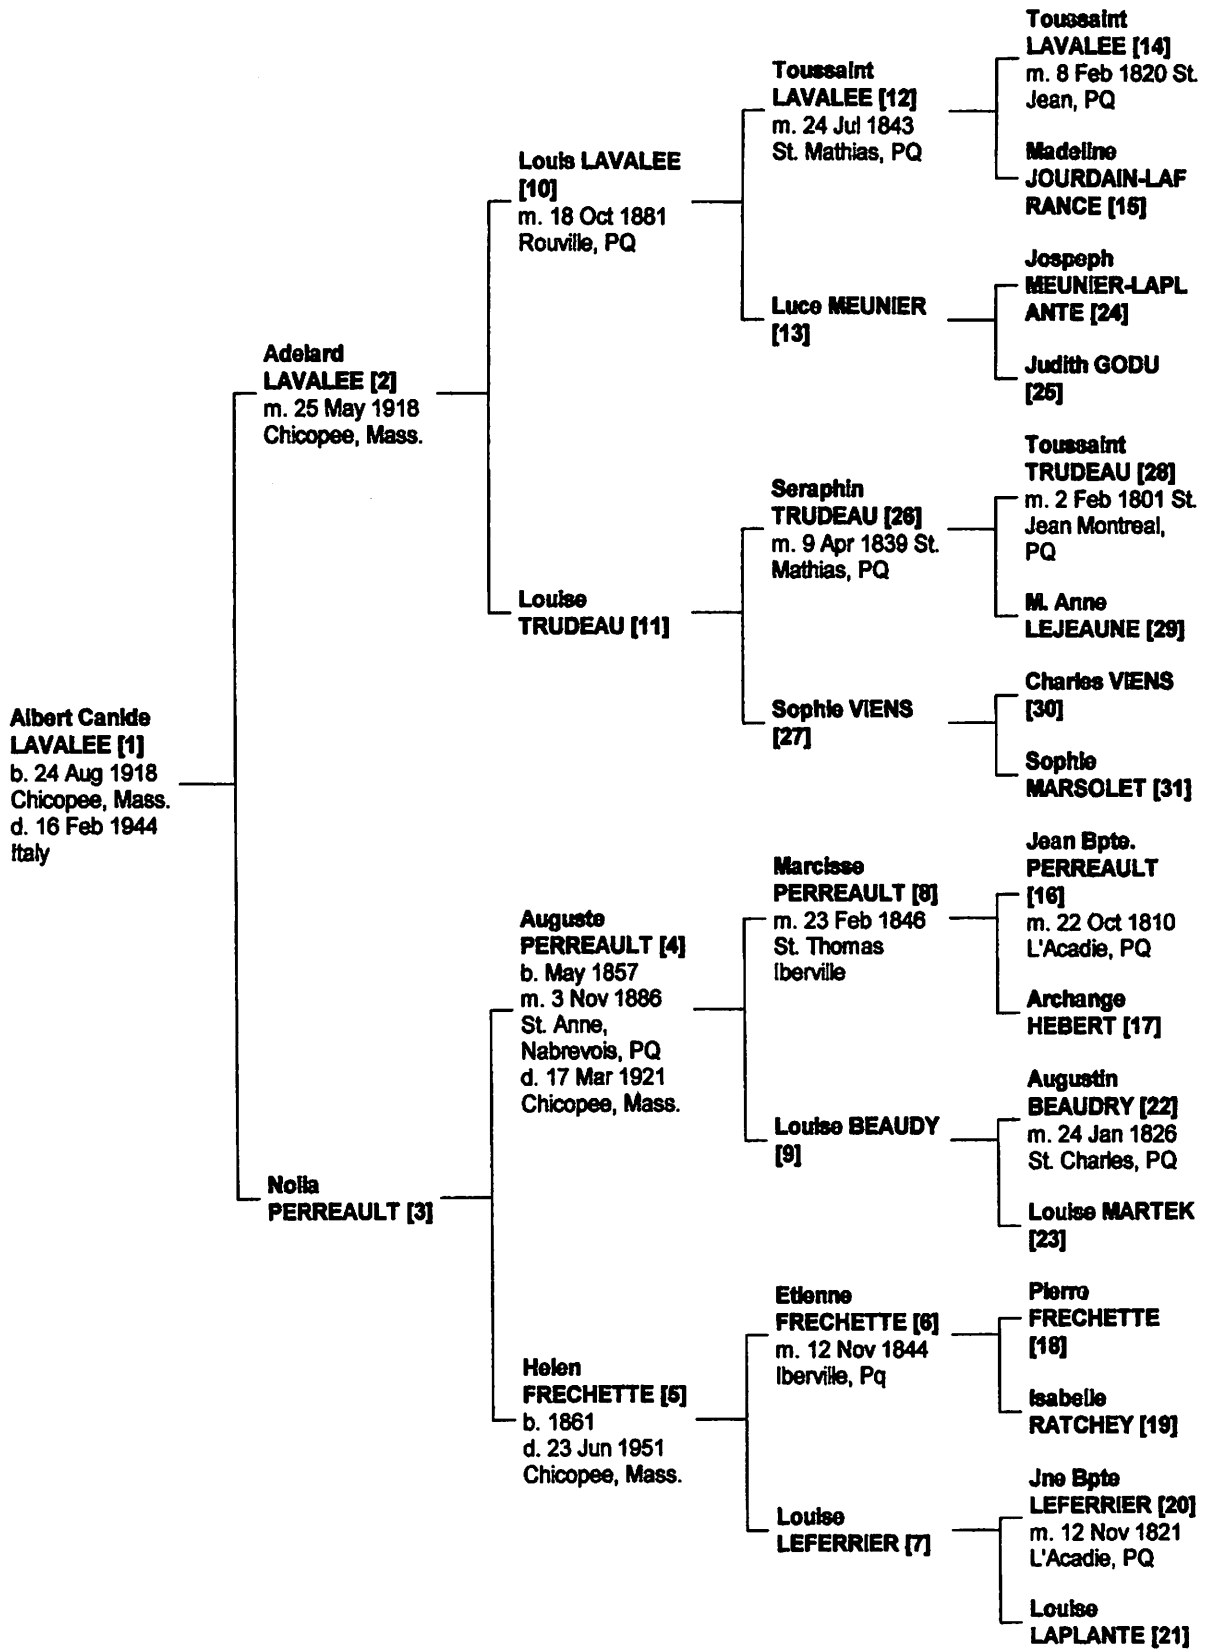 Albert Canide
LAVALEE [1]
b. 24 Aug 1918
Chicopee, Mass.
d. 16 Feb 1944
Italy
Adelard
LAVALEE [2]
m. 25 May 1918
Chicopee, Mass.
Nolla
PERREAULT [3]
Louis LAVALEE
[10]
m. 18 Oct 1881
Rouville, PQ
Louise
TRUDEAU [11]
Auguste
PERREAULT [4]
b. May 1857
m. 3 Nov 1886
St. Anne,
Nabrevois, PQ
d. 17 Mar 1921
Chicopee, Mass.
Helen
FRECHETTE [5]
b. 1861
d. 23 Jun 1951
Chicopee, Mass.
Toussaint
LAVALEE [12]
m. 24 Jul 1843
St. Mathias, PQ
Luce MEUNIER
[13]
Seraphin
TRUDEAU [26]
m. 9 Apr 1839 St.
Mathias, PQ
Sophie VIENS
[27]
Marcisse
PERREAULT [8]
m. 23 Feb 1846
St. Thomas
Iberville
Louise BEAUDY
[9]
Etienne
FRECHETTE [6]
m. 12 Nov 1844
Iberville, Pq
Louise
LEFERRIER [7]
Toussaint
LAVALEE [14]
m. 8 Feb 1820 St.
Jean, PQ
Madeline
JOURDAIN-LAF
RANCE [15]
Jospeph
MEUNIER-LAPL
ANTE [24]
Judith GODU
[25]
Toussaint
TRUDEAU [28]
m. 2 Feb 1801 St.
Jean Montreal,
PQ
M. Anne
LEJEAUNE [29]
Charles VIENS
[30]
Sophie
MARSOLET [31]
Jean Bpte.
PERREAULT
[16]
m. 22 Oct 1810
L'Acadie, PQ
Archange
HEBERT [17]
Augustin
BEAUDRY [22]
m. 24 Jan 1826
St. Charles, PQ
Louise MARTEK
[23]
Pierre
FRECHETTE
[18]
Isabelle
RATCHEY [19]
Jne Bpte
LEFERRIER [20]
m. 12 Nov 1821
L'Acadie, PQ
Louise
LAPLANTE [21]